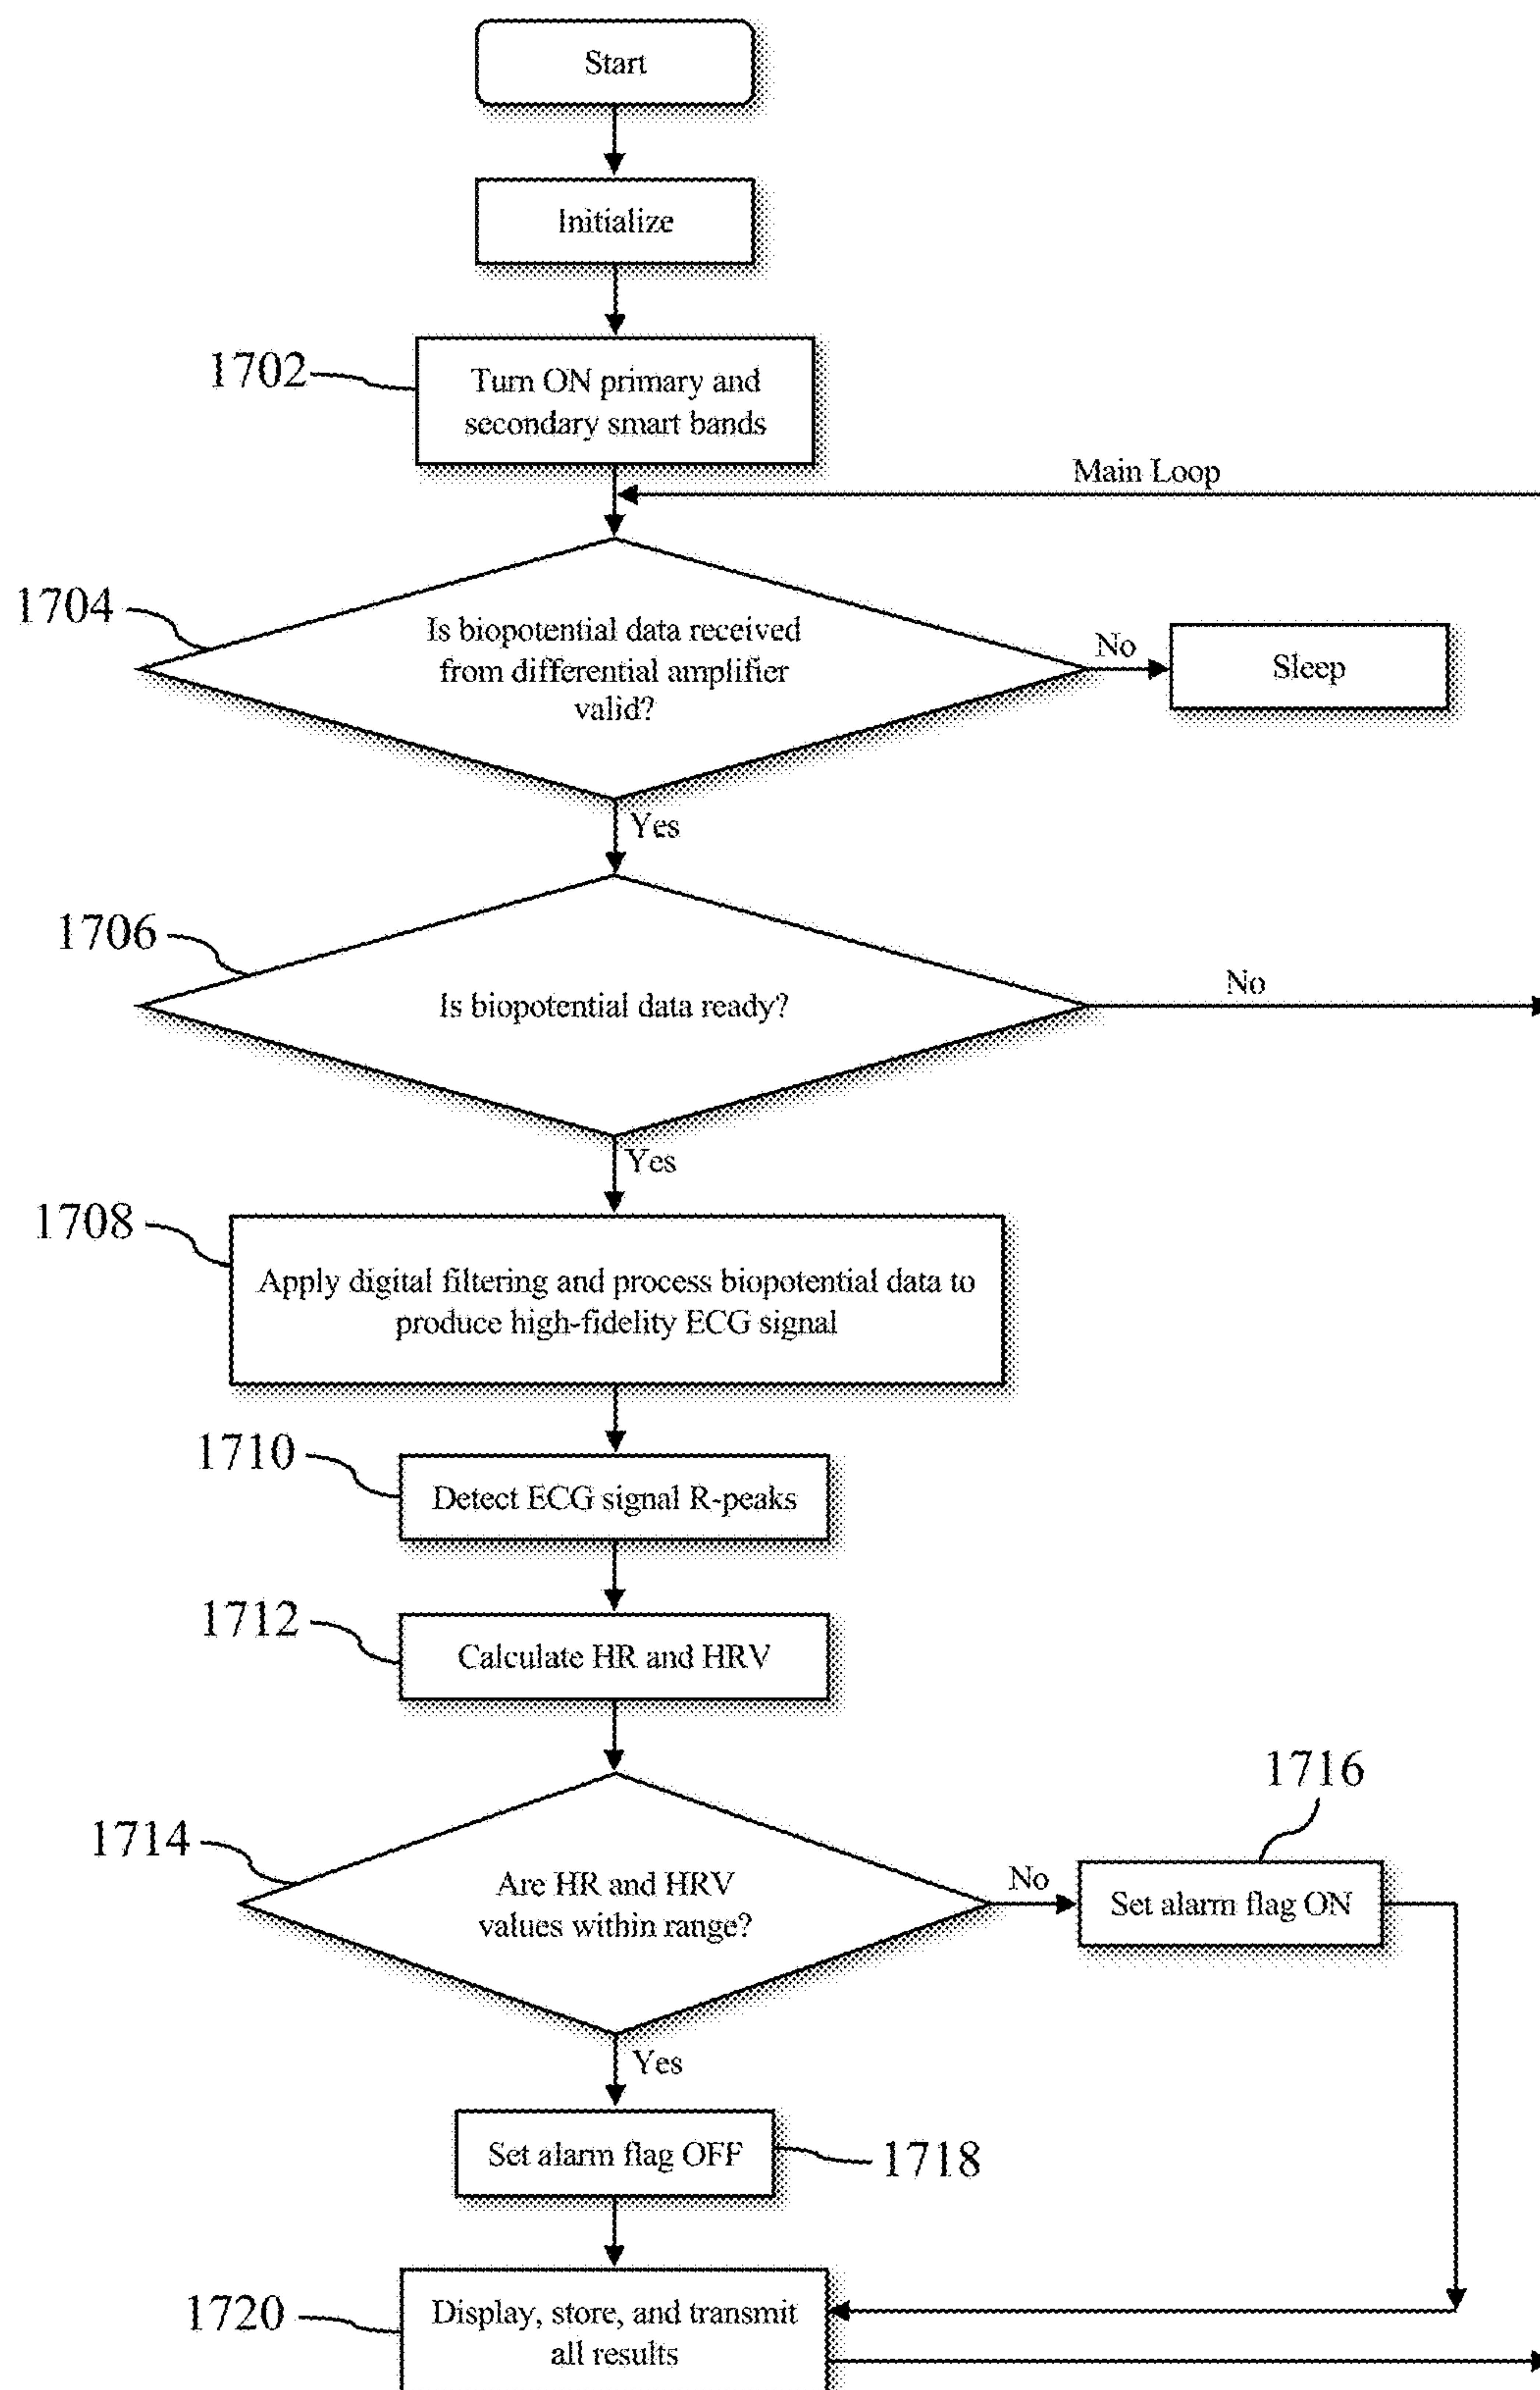 Start
Initialize
1702
Turn ON primary and
secondary smart bands
Main Loop
1704
Is biopotential data received
from differential amplifier
valid?
No
Sleep
Yes
1706
Is biopotential data ready?
No
Yes
1708
Apply digital filtering and process biopotential data to
produce high-fidelity ECG signal
1710
Detect ECG signal R-peaks
1712
Calculate HR and HRV
1714
Are HR and HRV
values within range?
No
1716
Set alarm flag ON
Yes
Set alarm flag OFF
1718
1720
Display, store, and transmit
all results